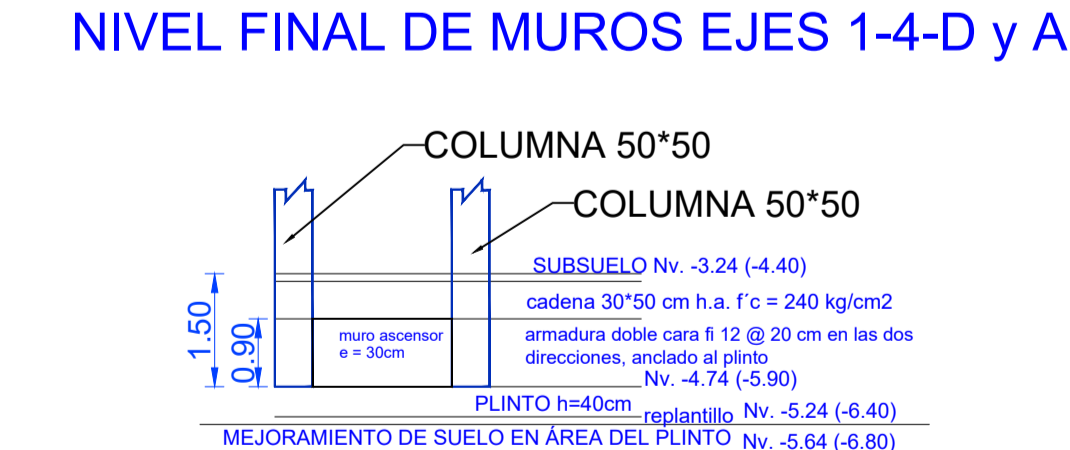 NIVEL FINAL DE MUROS EJES 1-4-D y A
COLUMNA 50*50
COLUMNA 50*50
SUBSUELO Nv. -3.24 (-4.40)
cadena 30*50 cm h.a. f´c = 240 kg/cm2
1.50
0.90
muro ascensor
e = 30cm
armadura doble cara fi 12 @ 20 cm en las dos
direcciones, anclado al plinto
Nv. -4.74 (-5.90)
PLINTO h=40cm
replantillo Nv. -5.24 (-6.40)
MEJORAMIENTO DE SUELO EN ÁREA DEL PLINTO Nv. -5.64 (-6.80)